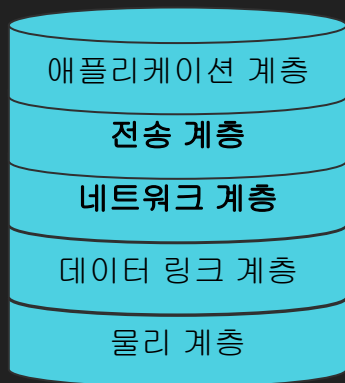 애플리케이션 계층
전송 계층
네트워크 계층
데이터 링크 계층
물리 계층